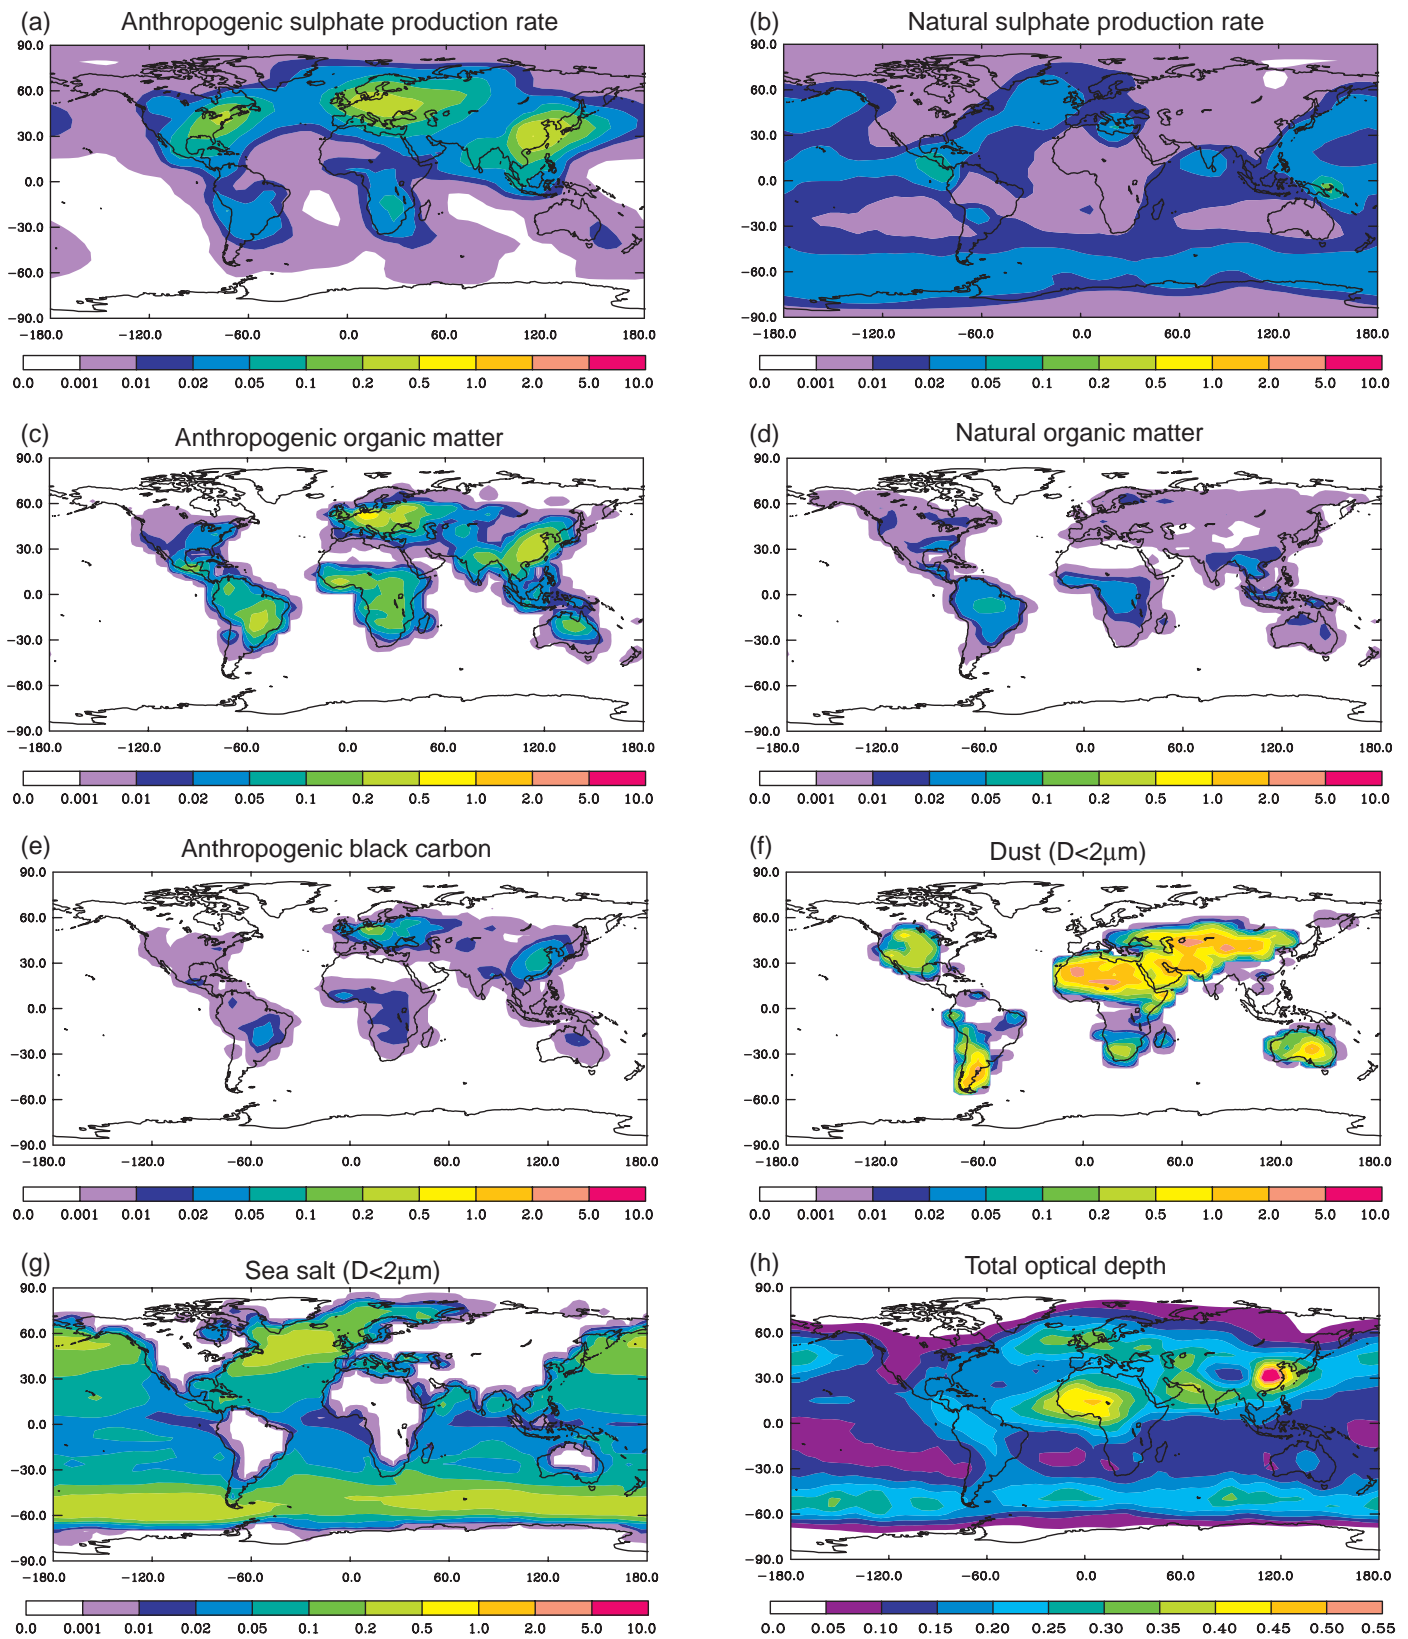 (a) Anthropogenic sulphate production rate
90.0
60.0
30.0
0.0
−30.0
−60.0
−90.0
−180.0 −120.0 −60.0 0.0 60.0 120.0 180.0
0.0 0.001 0.01 0.02 0.05 0.1 0.2 0.5 1.0 2.0 5.0 10.0
(b) Natural sulphate production rate
90.0
60.0
30.0
0.0
−30.0
−60.0
−90.0
−180.0 −120.0 −60.0 0.0 60.0 120.0 180.0
0.0 0.001 0.01 0.02 0.05 0.1 0.2 0.5 1.0 2.0 5.0 10.0
(c) Anthropogenic organic matter
90.0
60.0
30.0
0.0
−30.0
−60.0
−90.0
−180.0 −120.0 −60.0 0.0 60.0 120.0 180.0
0.0 0.001 0.01 0.02 0.05 0.1 0.2 0.5 1.0 2.0 5.0 10.0
(d) Natural organic matter
90.0
60.0
30.0
0.0
−30.0
−60.0
−90.0
−180.0 −120.0 −60.0 0.0 60.0 120.0 180.0
0.0 0.001 0.01 0.02 0.05 0.1 0.2 0.5 1.0 2.0 5.0 10.0
(e) Anthropogenic black carbon
90.0
60.0
30.0
0.0
−30.0
−60.0
−90.0
−180.0 −120.0 −60.0 0.0 60.0 120.0 180.0
0.0 0.001 0.01 0.02 0.05 0.1 0.2 0.5 1.0 2.0 5.0 10.0
(f) Dust (D<2μm)
90.0
60.0
30.0
0.0
−30.0
−60.0
−90.0
−180.0 −120.0 −60.0 0.0 60.0 120.0 180.0
0.0 0.001 0.01 0.02 0.05 0.1 0.2 0.5 1.0 2.0 5.0 10.0
(g) Sea salt (D<2μm)
90.0
60.0
30.0
0.0
−30.0
−60.0
−90.0
−180.0 −120.0 −60.0 0.0 60.0 120.0 180.0
0.0 0.001 0.01 0.02 0.05 0.1 0.2 0.5 1.0 2.0 5.0 10.0
(h) Total optical depth
90.0
60.0
30.0
0.0
−30.0
−60.0
−90.0
−180.0 −120.0 −60.0 0.0 60.0 120.0 180.0
0.0 0.05 0.10 0.15 0.20 0.25 0.30 0.35 0.40 0.45 0.50 0.55